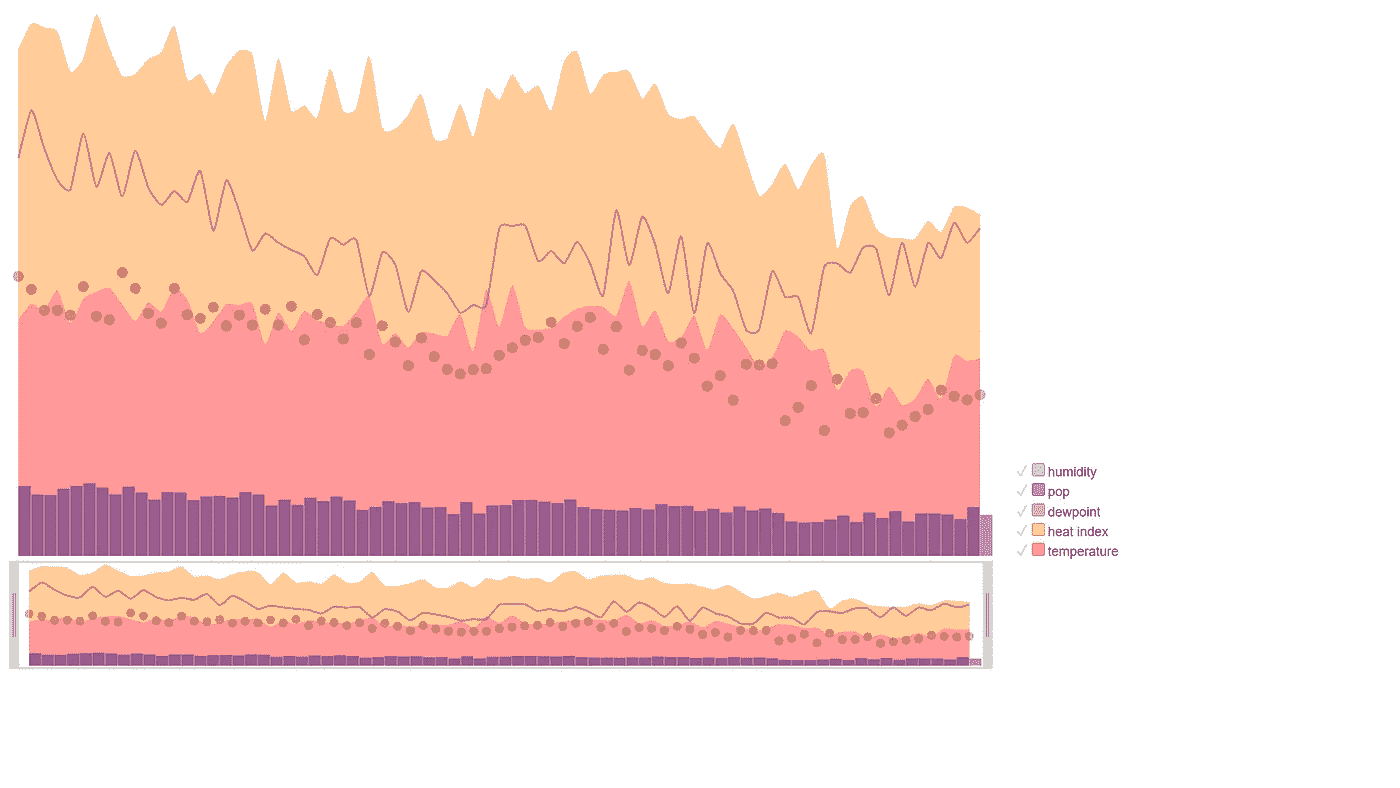 humidity
pop
dewpoint
heat index
temperature